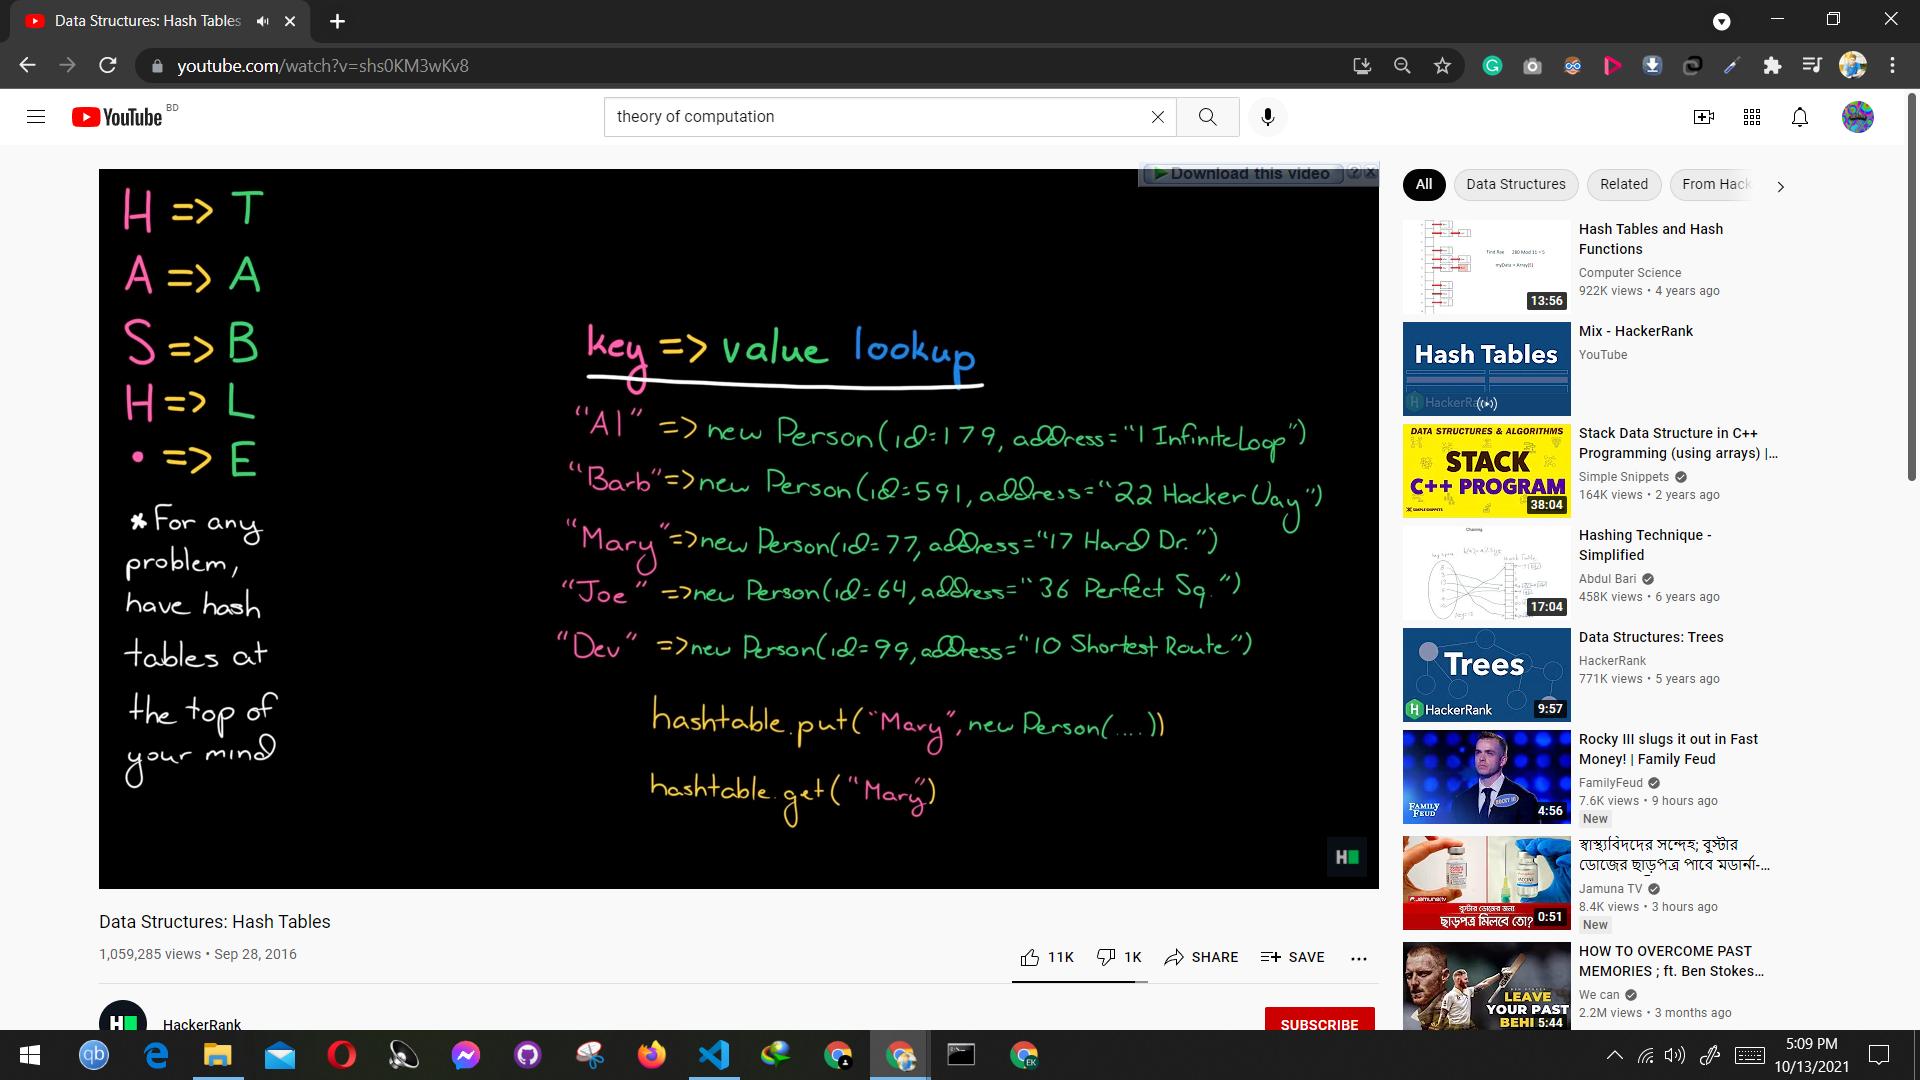 Data Structures: Hash Tables
youtube.com/watch?v=shs0KM3wKv8
YouTube BD
theory of computation
Download this video
H => T
A => A
S => B
H => L
• => E
*For any
problem,
have hash
tables at
the top of
your mind
key => value lookup
"Al" => new Person(id=179, address="1 InfiniteLoop")
"Barb" => new Person(id=591, address="22 Hacker Way")
"Mary" => new Person(id=77, address="17 Hard Dr.")
"Joe" => new Person(id=64, address="36 Perfect Sq.")
"Dev" => new Person(id=99, address="10 Shortest Route")
hashtable.put("Mary", new Person(....))
hashtable.get("Mary")
H
Data Structures: Hash Tables
1,059,285 views • Sep 28, 2016
11K 1K SHARE SAVE
HackerRank
SUBSCRIBE
All Data Structures Related From Hack
13:56
Hash Tables and Hash
Functions
Computer Science
922K views • 4 years ago
Hash Tables
HackerRank
Mix - HackerRank
YouTube
DATA STRUCTURES & ALGORITHMS
STACK
C++ PROGRAM
38:04
Stack Data Structure in C++
Programming (using arrays) |...
Simple Snippets
164K views • 2 years ago
17:04
Hashing Technique -
Simplified
Abdul Bari
458K views • 6 years ago
Trees
HackerRank
9:57
Data Structures: Trees
HackerRank
771K views • 5 years ago
FAMILY
FEUD
4:56
Rocky III slugs it out in Fast
Money! | Family Feud
FamilyFeud
7.6K views • 9 hours ago
New
ছাড়পত্র মিলবে তো?
0:51
স্বাস্থ্যবিদদের সন্দেহ; বুস্টার
ডোজের ছাড়পত্র পাবে মডার্না-...
Jamuna TV
8.4K views • 3 hours ago
New
LEAVE
YOUR PAST
BEHI
5:44
HOW TO OVERCOME PAST
MEMORIES ; ft. Ben Stokes...
We can
2.2M views • 3 months ago
5:09 PM
10/13/2021